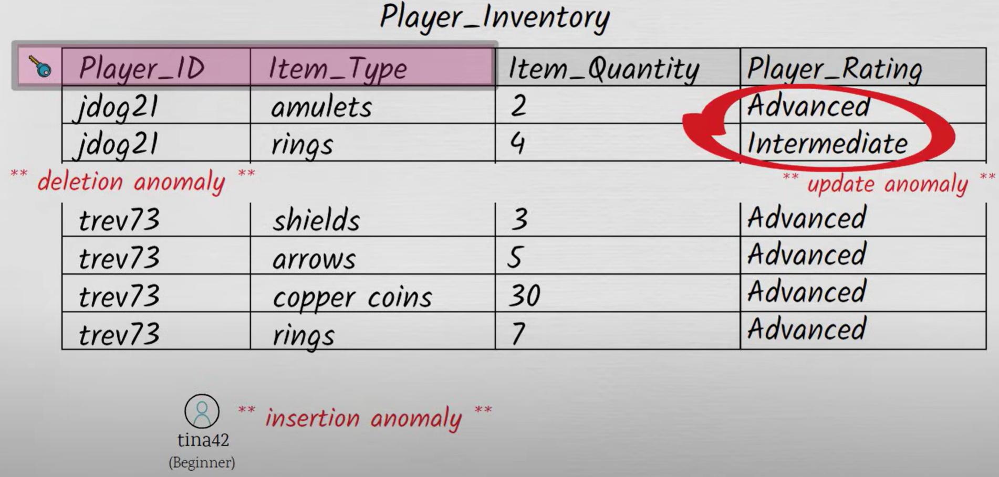 Player_Inventory
Player_ID Item_Type Item_Quantity Player_Rating
jdog21 amulets 2 Advanced
jdog21 rings 4 Intermediate
** deletion anomaly ** ** update anomaly **
trev73 shields 3 Advanced
trev73 arrows 5 Advanced
trev73 copper coins 30 Advanced
trev73 rings 7 Advanced
** insertion anomaly **
tina42
(Beginner)